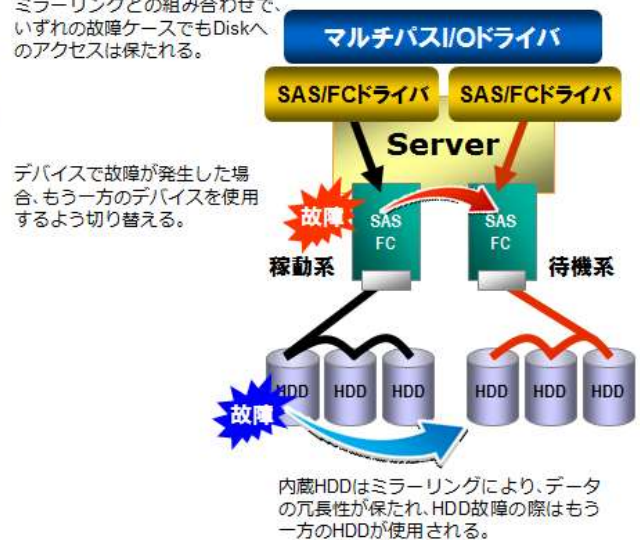 ミラーリングとの組み合わせで、
いずれの故障ケースでもDiskへ
のアクセスは保たれる。
マルチパスI/Oドライバ
SAS/FCドライバ
SAS/FCドライバ
Server
デバイスで故障が発生した場
合、もう一方のデバイスを使用
するよう切り替える。
故障
SAS
FC
SAS
FC
稼動系
待機系
HDD
HDD
HDD
HDD
HDD
HDD
故障
内蔵HDDはミラーリングにより、データ
の冗長性が保たれ、HDD故障の際はもう
一方のHDDが使用される。